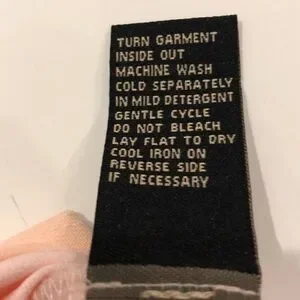 TURN GARMENT
INSIDE OUT
MACHINE WASH
COLD SEPARATELY
IN MILD DETERGENT
GENTLE CYCLE
DO NOT BLEACH
LAY FLAT TO DRY
COOL IRON ON
REVERSE SIDE
IF NECESSARY